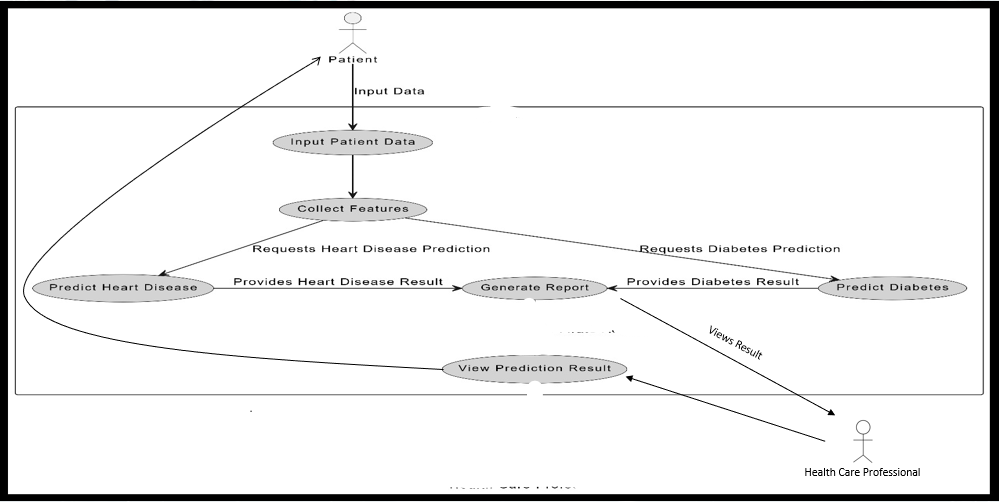 Patient
Input Data
Input Patient Data
Collect Features
Requests Heart Disease Prediction
Requests Diabetes Prediction
Predict Heart Disease
Provides Heart Disease Result
Generate Report
Provides Diabetes Result
Predict Diabetes
Views Result
View Prediction Result
Health Care Professional